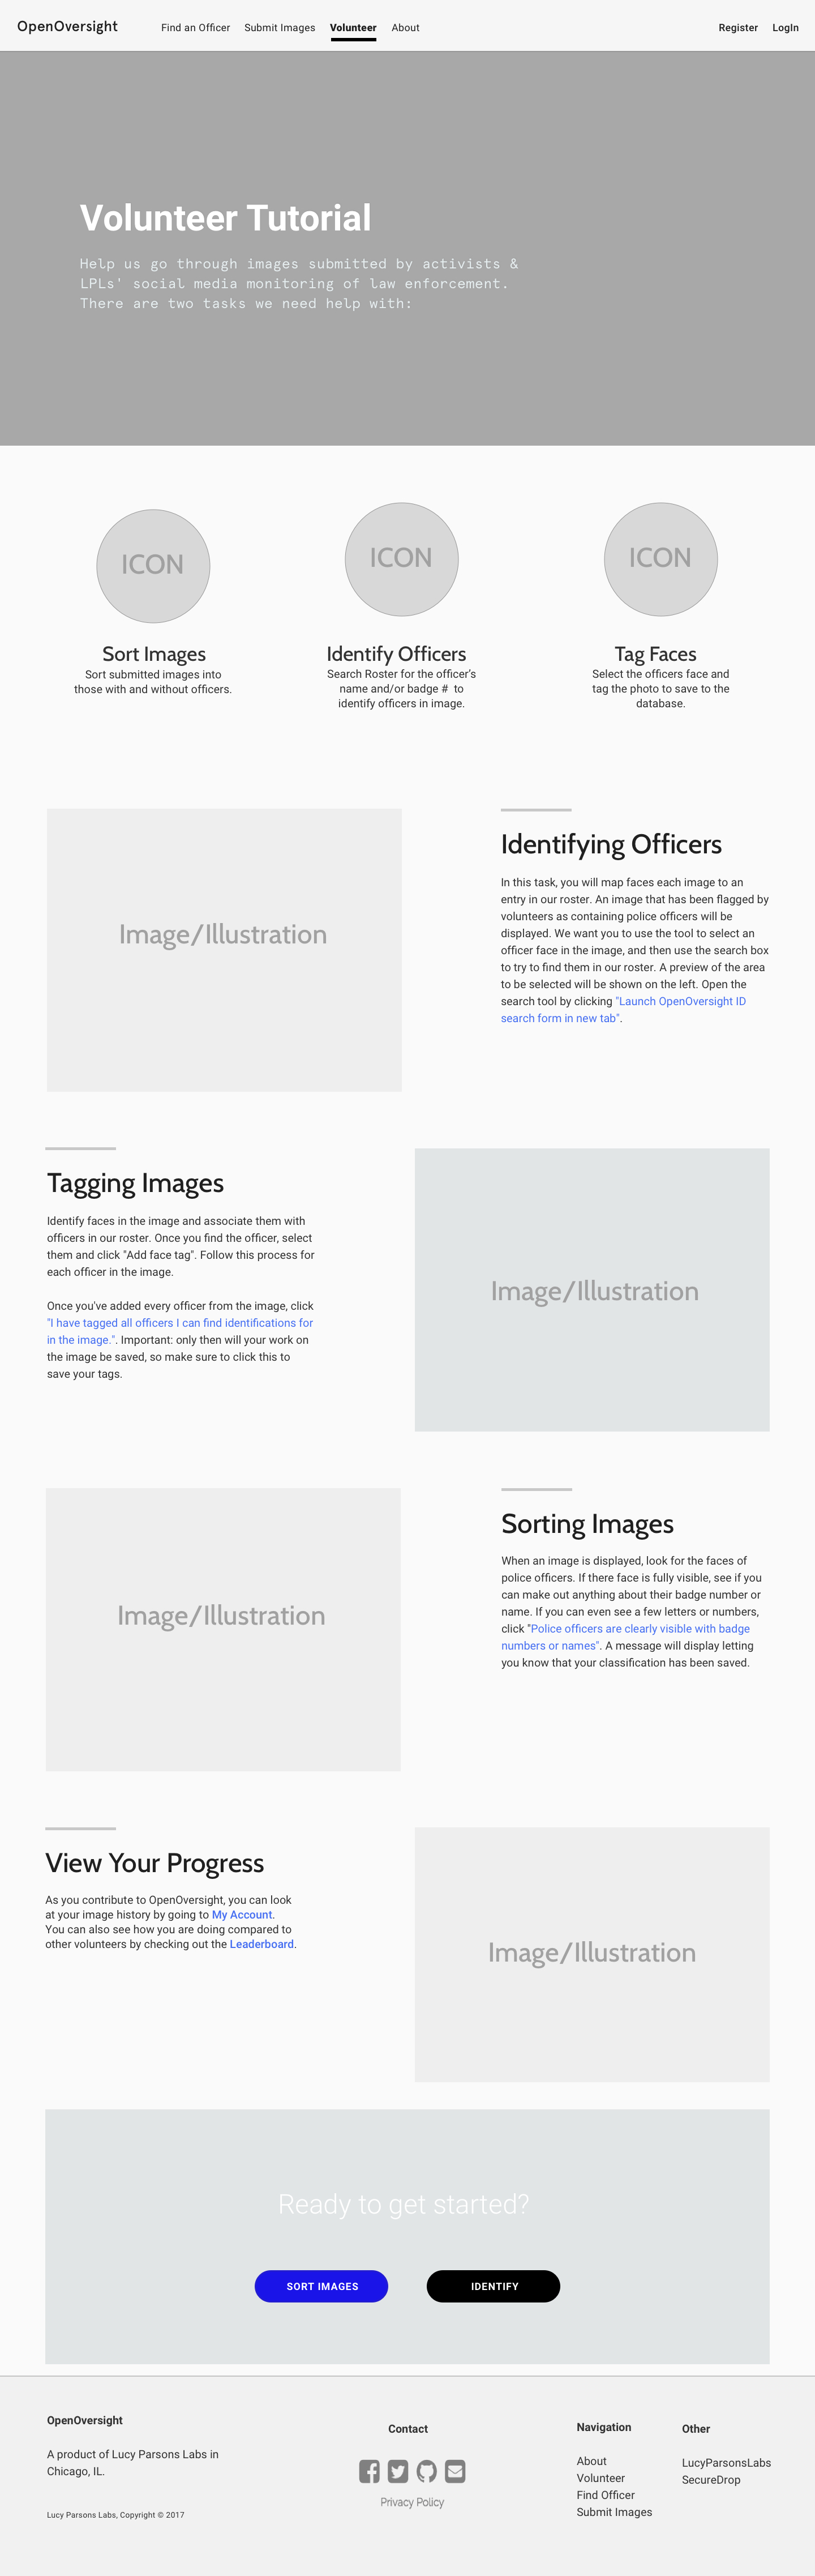 OpenOversight
Find an Officer
Submit Images
Volunteer
About
Register
LogIn
Volunteer Tutorial
Help us go through images submitted by activists &
LPLs' social media monitoring of law enforcement.
There are two tasks we need help with:
ICON
Sort Images
Sort submitted images into
those with and without officers.
ICON
Identify Officers
Search Roster for the officer's
name and/or badge # to
identify officers in image.
ICON
Tag Faces
Select the officers face and
tag the photo to save to the
database.
Image/Illustration
Identifying Officers
In this task, you will map faces each image to an
entry in our roster. An image that has been flagged by
volunteers as containing police officers will be
displayed. We want you to use the tool to select an
officer face in the image, and then use the search box
to try to find them in our roster. A preview of the area
to be selected will be shown on the left. Open the
search tool by clicking "Launch OpenOversight ID
search form in new tab".
Tagging Images
Identify faces in the image and associate them with
officers in our roster. Once you find the officer, select
them and click "Add face tag". Follow this process for
each officer in the image.
Once you've added every officer from the image, click
"I have tagged all officers I can find identifications for
in the image.". Important: only then will your work on
the image be saved, so make sure to click this to
save your tags.
Image/Illustration
Image/Illustration
Sorting Images
When an image is displayed, look for the faces of
police officers. If there face is fully visible, see if you
can make out anything about their badge number or
name. If you can even see a few letters or numbers,
click "Police officers are clearly visible with badge
numbers or names". A message will display letting
you know that your classification has been saved.
View Your Progress
As you contribute to OpenOversight, you can look
at your image history by going to My Account.
You can also see how you are doing compared to
other volunteers by checking out the Leaderboard.
Image/Illustration
Ready to get started?
SORT IMAGES
IDENTIFY
OpenOversight
A product of Lucy Parsons Labs in
Chicago, IL.
Lucy Parsons Labs, Copyright © 2017
Contact
Privacy Policy
Navigation
About
Volunteer
Find Officer
Submit Images
Other
LucyParsonsLabs
SecureDrop